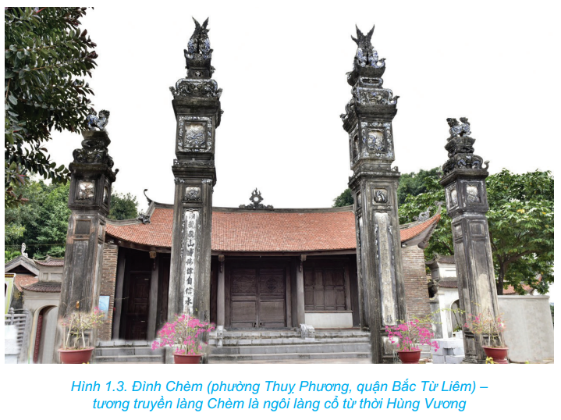 Hình 1.3. Đình Chèm (phường Thuỵ Phương, quận Bắc Từ Liêm) –
tương truyền làng Chèm là ngôi làng cổ từ thời Hùng Vương